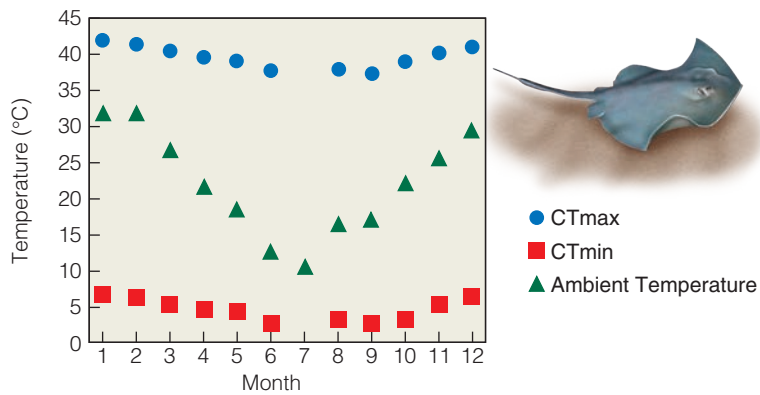 45
40
35
30
25
20
15
10
5
0
Temperature (°C)
1 2 3 4 5 6 7 8 9 10 11 12
Month
CTmax
CTmin
Ambient Temperature